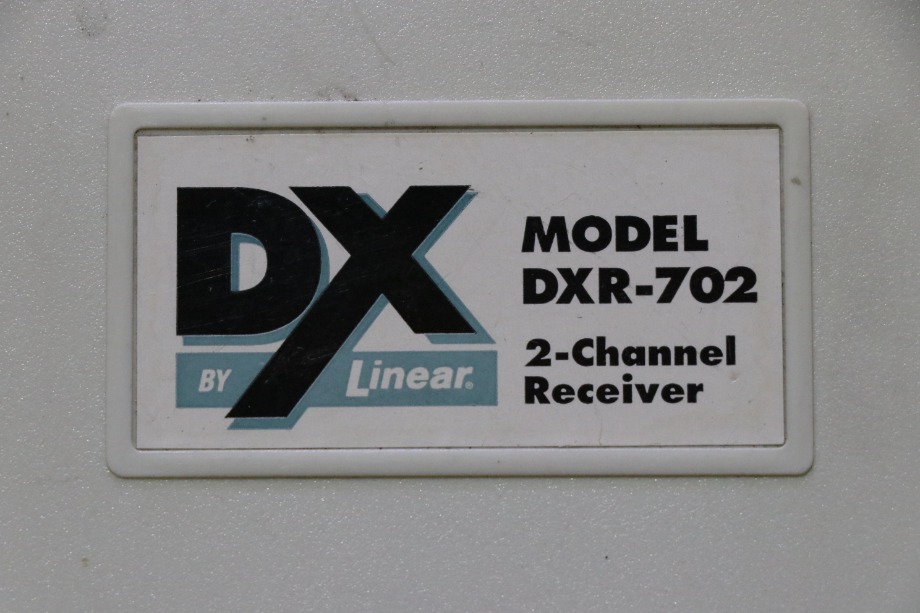 DX
BY Linear®
MODEL
DXR-702
2-Channel
Receiver